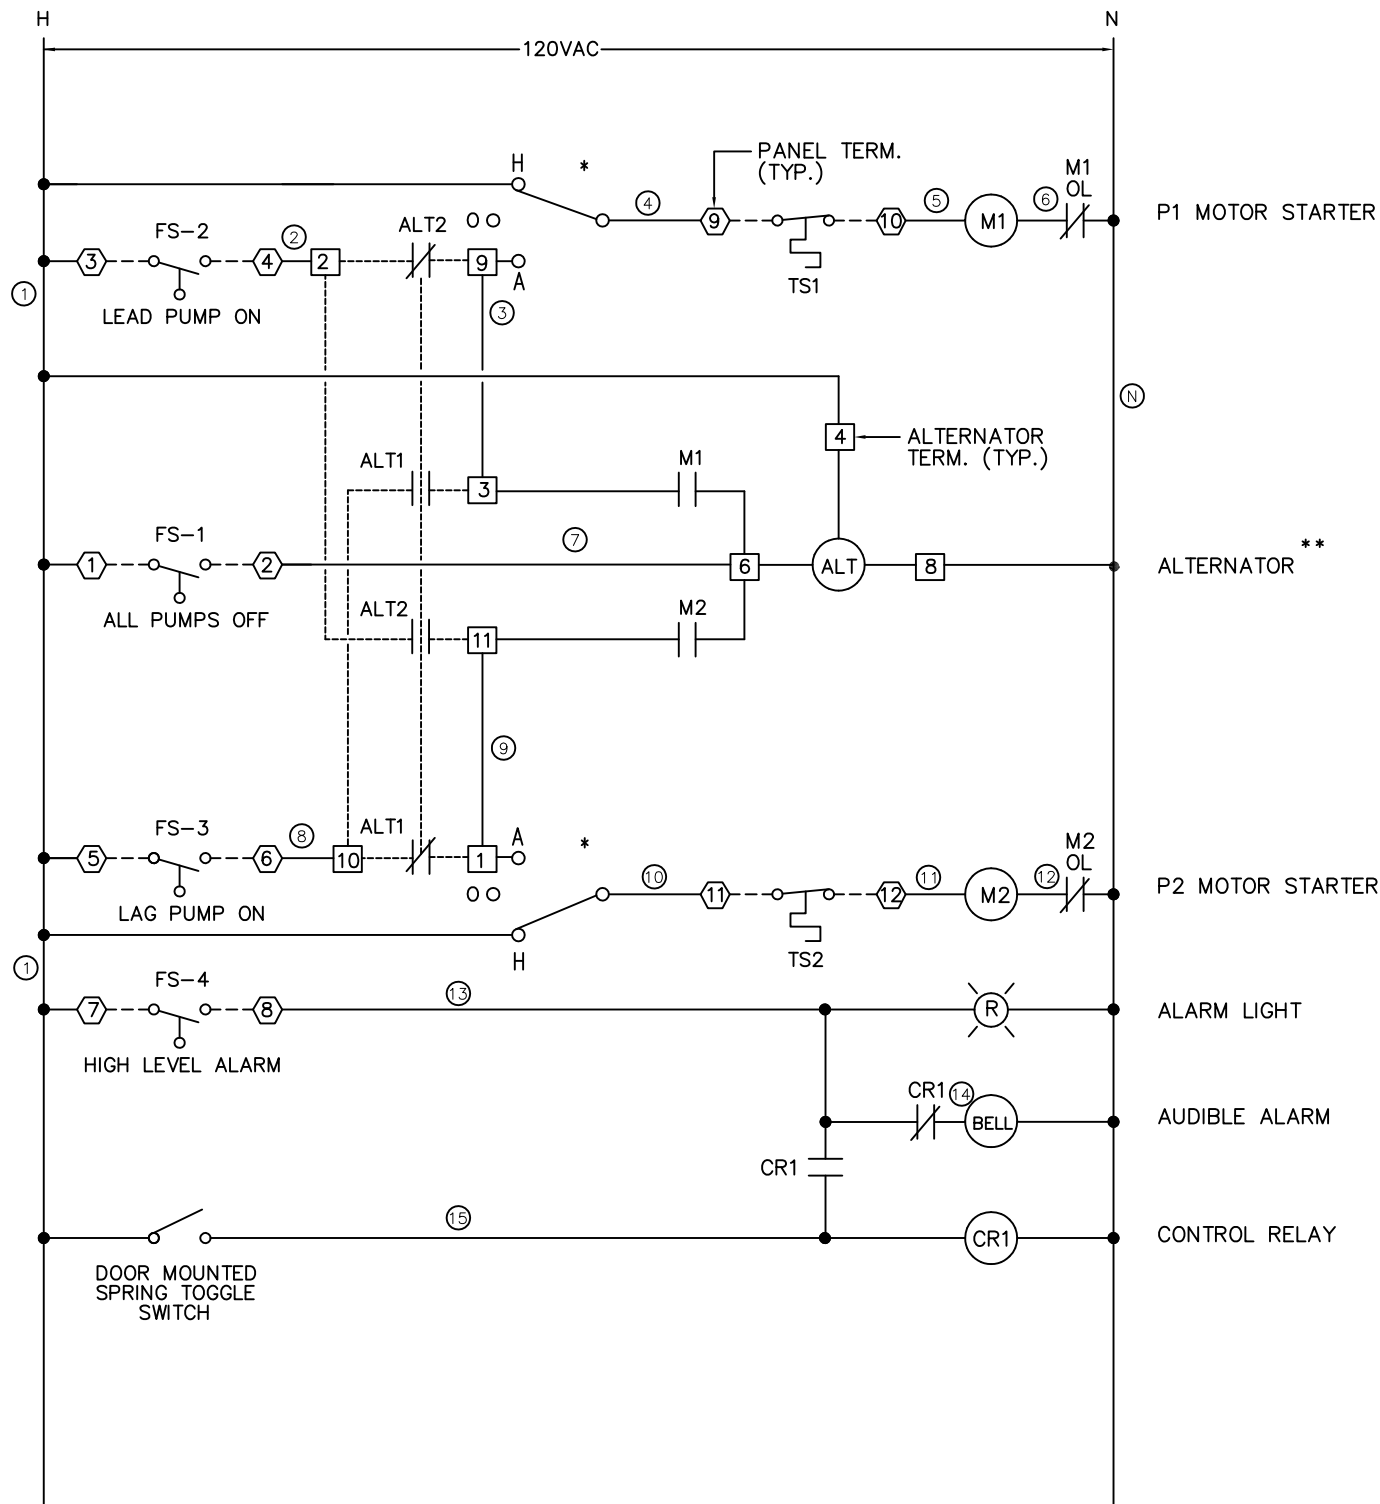 H
N
120VAC
H
*
PANEL TERM.
(TYP.)
M1
OL
4
9
10
5
M1
6
P1 MOTOR STARTER
O
ALT2
TS1
FS-2
3
4
2
2
9
A
1
3
LEAD PUMP ON
N
4
ALTERNATOR
TERM. (TYP.)
ALT1
3
M1
FS-1
1
2
7
6
ALT
8
ALTERNATOR **
ALL PUMPS OFF
ALT2
11
M2
9
FS-3
5
6
8
10
ALT1
1
A
*
O
LAG PUMP ON
10
11
12
11
M2
12
M2
OL
P2 MOTOR STARTER
TS2
H
1
FS-4
7
8
13
R
ALARM LIGHT
HIGH LEVEL ALARM
CR1
14
BELL
AUDIBLE ALARM
CR1
15
CR1
CONTROL RELAY
DOOR MOUNTED
SPRING TOGGLE
SWITCH